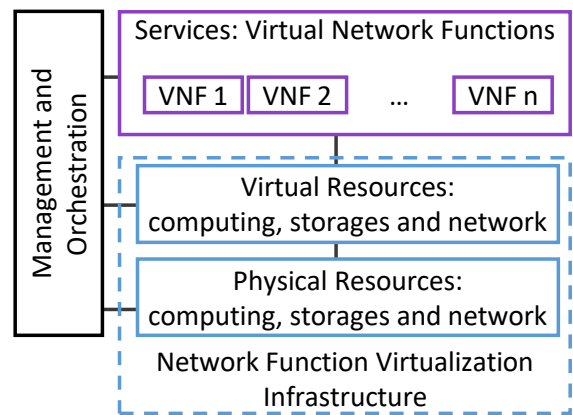 Management and
Orchestration
Services: Virtual Network Functions
VNF 1 VNF 2 ... VNF n
Virtual Resources:
computing, storages and network
Physical Resources:
computing, storages and network
Network Function Virtualization
Infrastructure